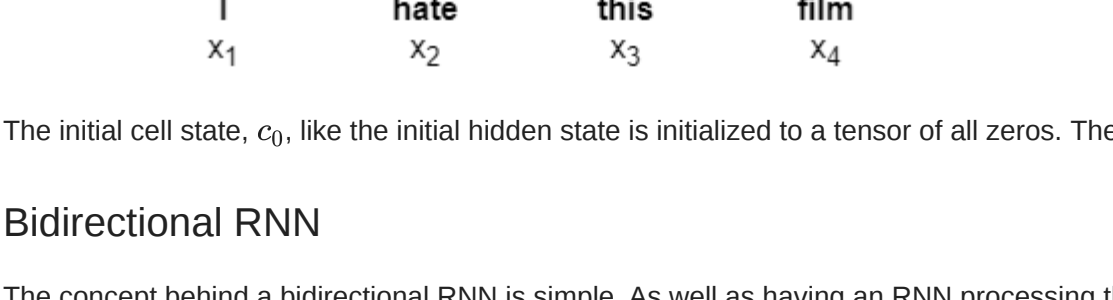 I hate this film
x₁ x₂ x₃ x₄
The initial cell state, c₀, like the initial hidden state is initialized to a tensor of all zeros. The
Bidirectional RNN
The concept behind a bidirectional RNN is simple. As well as having an RNN processing